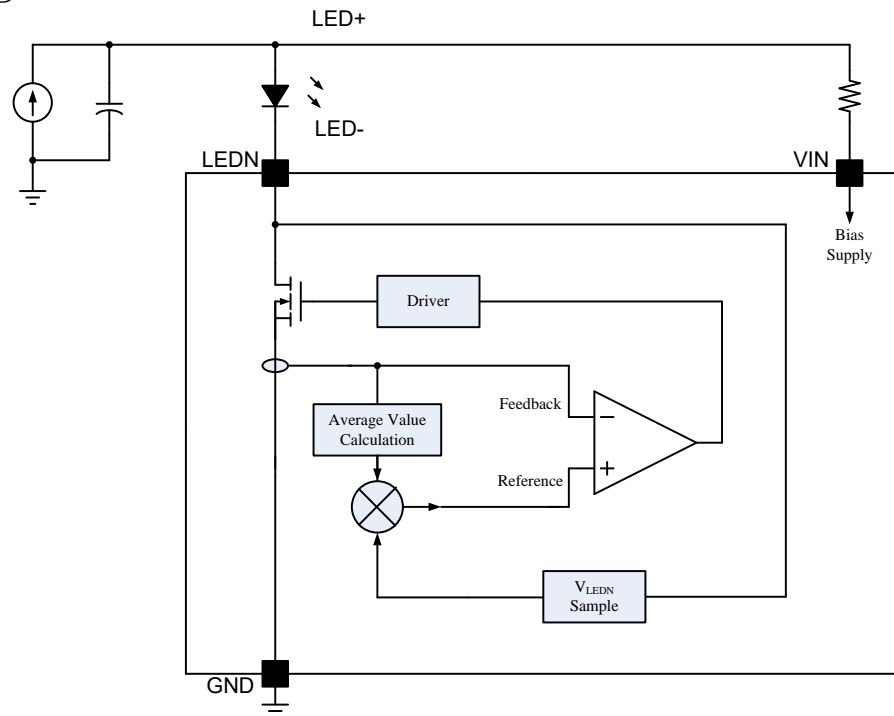 LED+
LED-
LEDN
VIN
Bias
Supply
Driver
Feedback
Average Value
Calculation
Reference
VLEDN
Sample
GND